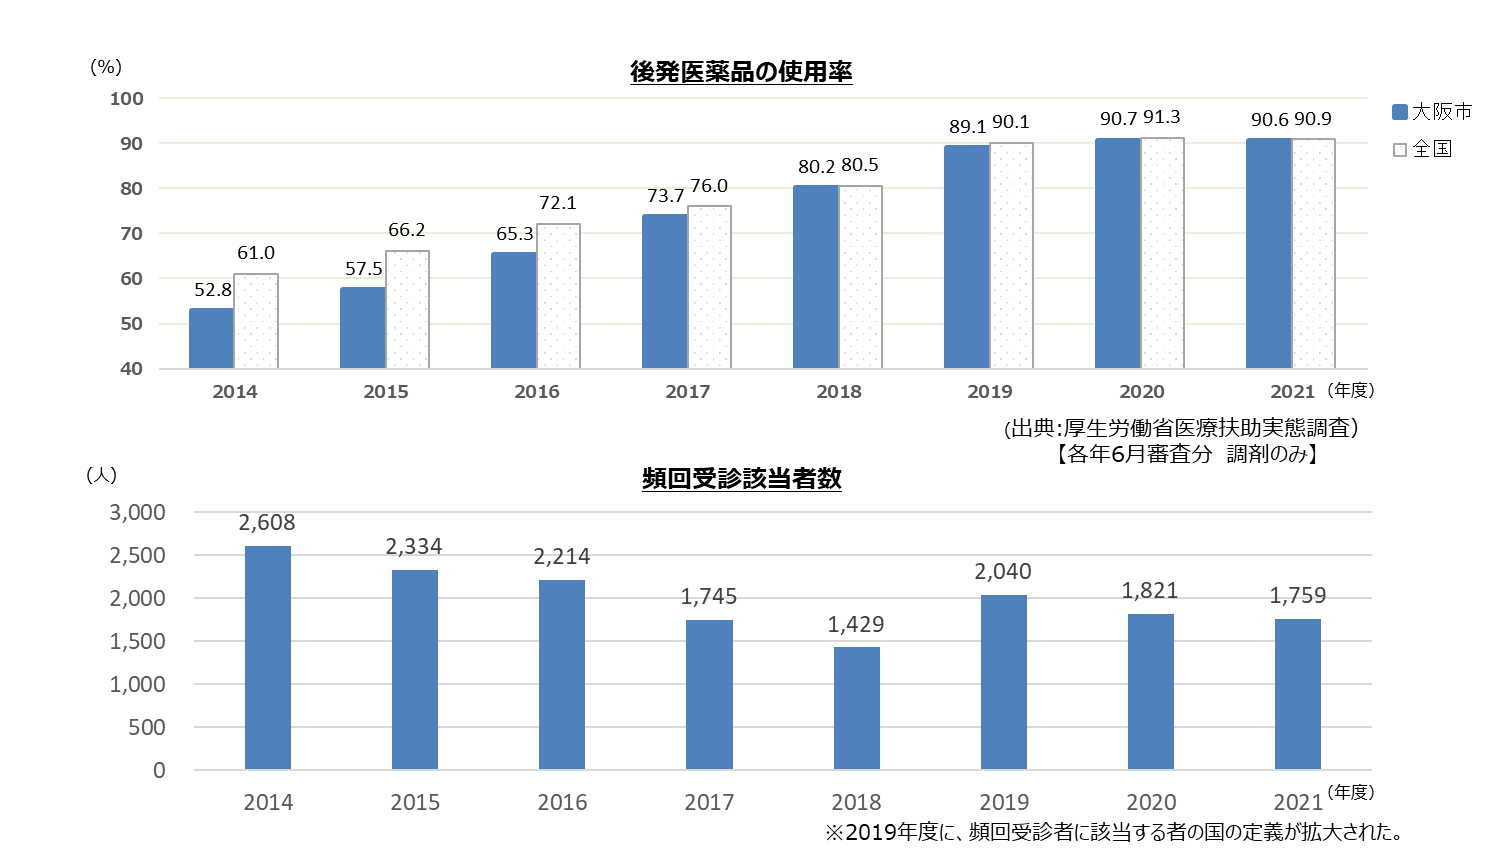 (%)
後発医薬品の使用率
100
90
80
70
60
50
40
52.8 61.0
57.5 66.2
65.3 72.1
73.7 76.0
80.2 80.5
89.1 90.1
90.7 91.3
90.6 90.9
大阪市
全国
2014 2015 2016 2017 2018 2019 2020 2021 (年度)
(出典:厚生労働省医療扶助実態調査)
【各年6月審査分 調剤のみ】
(人)
頻回受診該当者数
3,000
2,500
2,000
1,500
1,000
500
0
2,608 2,334 2,214 1,745 1,429 2,040 1,821 1,759
2014 2015 2016 2017 2018 2019 2020 2021 (年度)
※2019年度に、頻回受診者に該当する者の国の定義が拡大された。